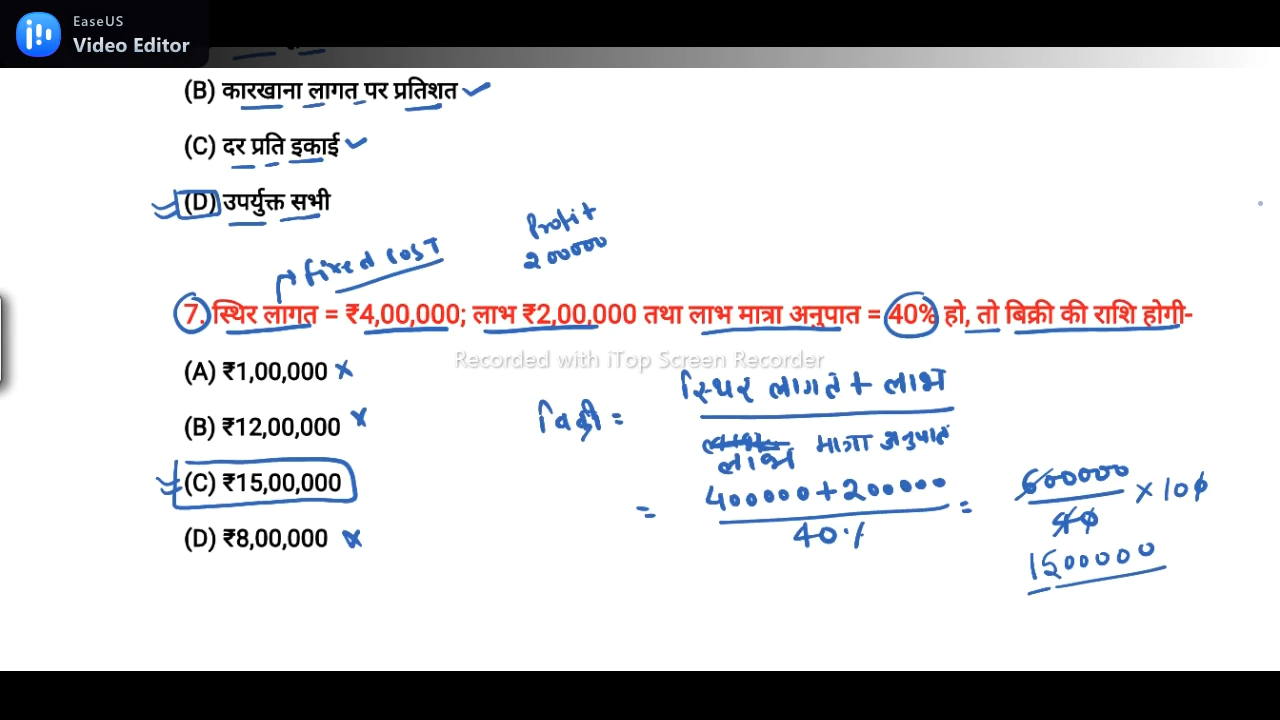 EaseUS
Video Editor
(B) कारखाना लागत पर प्रतिशत
(C) दर प्रति इकाई
(D) उपर्युक्त सभी
fixed cost
Profit
200000
7. स्थिर लागत = ₹4,00,000; लाभ ₹2,00,000 तथा लाभ मात्रा अनुपात = 40% हो, तो बिक्री की राशि होगी-
Recorded with iTop Screen Recorder
(A) ₹1,00,000 x
(B) ₹12,00,000 x
(C) ₹15,00,000
(D) ₹8,00,000 x
बिक्री = स्थिर लागत + लाभ
लाभ मात्रा अनुपात
= 400000+200000 = 600000 × 100
40% 40
1500000